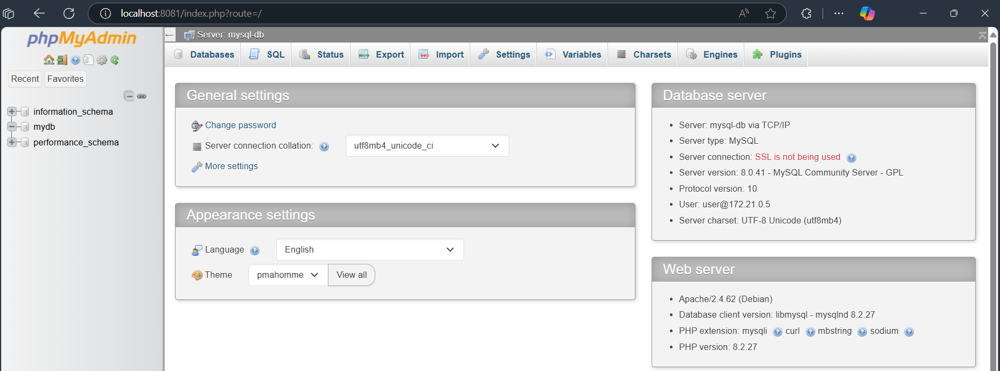 localhost:8081/index.php?route=/
phpMyAdmin
Recent Favorites
information_schema
mydb
performance_schema
Server: mysql-db
Databases SQL Status Export Import Settings Variables Charsets Engines Plugins
General settings
Change password
Server connection collation: utf8mb4_unicode_ci
More settings
Appearance settings
Language English
Theme pmahomme View all
Database server
Server: mysql-db via TCP/IP
Server type: MySQL
Server connection: SSL is not being used
Server version: 8.0.41 - MySQL Community Server - GPL
Protocol version: 10
User: user@172.21.0.5
Server charset: UTF-8 Unicode (utf8mb4)
Web server
Apache/2.4.62 (Debian)
Database client version: libmysql - mysqlnd 8.2.27
PHP extension: mysqli curl mbstring sodium
PHP version: 8.2.27